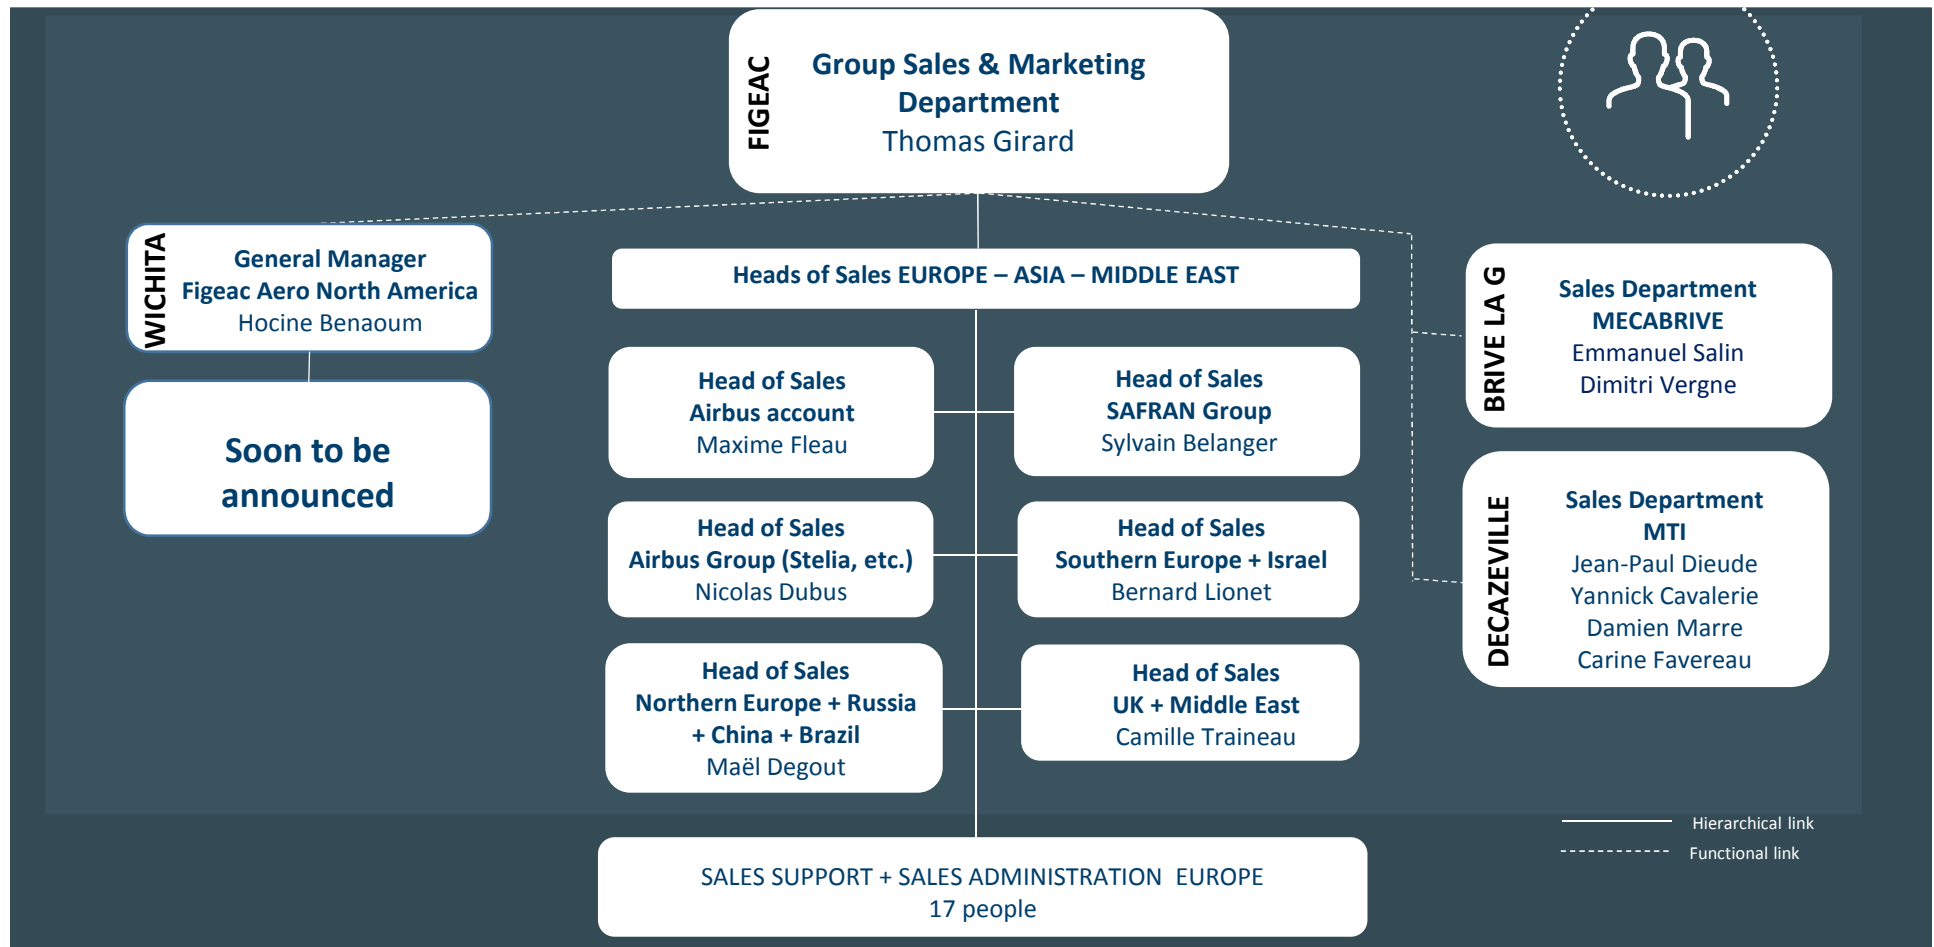 FIGEAC
Group Sales & Marketing
Department
Thomas Girard
WICHITA
General Manager
Figeac Aero North America
Hocine Benaoum
Soon to be
announced
Heads of Sales EUROPE – ASIA – MIDDLE EAST
Head of Sales
Airbus account
Maxime Fleau
Head of Sales
SAFRAN Group
Sylvain Belanger
Head of Sales
Airbus Group (Stelia, etc.)
Nicolas Dubus
Head of Sales
Southern Europe + Israel
Bernard Lionet
Head of Sales
Northern Europe + Russia
+ China + Brazil
Maël Degout
Head of Sales
UK + Middle East
Camille Traineau
BRIVE LA G
Sales Department
MECABRIVE
Emmanuel Salin
Dimitri Vergne
DECAZEVILLE
Sales Department
MTI
Jean-Paul Dieude
Yannick Cavalerie
Damien Marre
Carine Favereau
Hierarchical link
Functional link
SALES SUPPORT + SALES ADMINISTRATION EUROPE
17 people